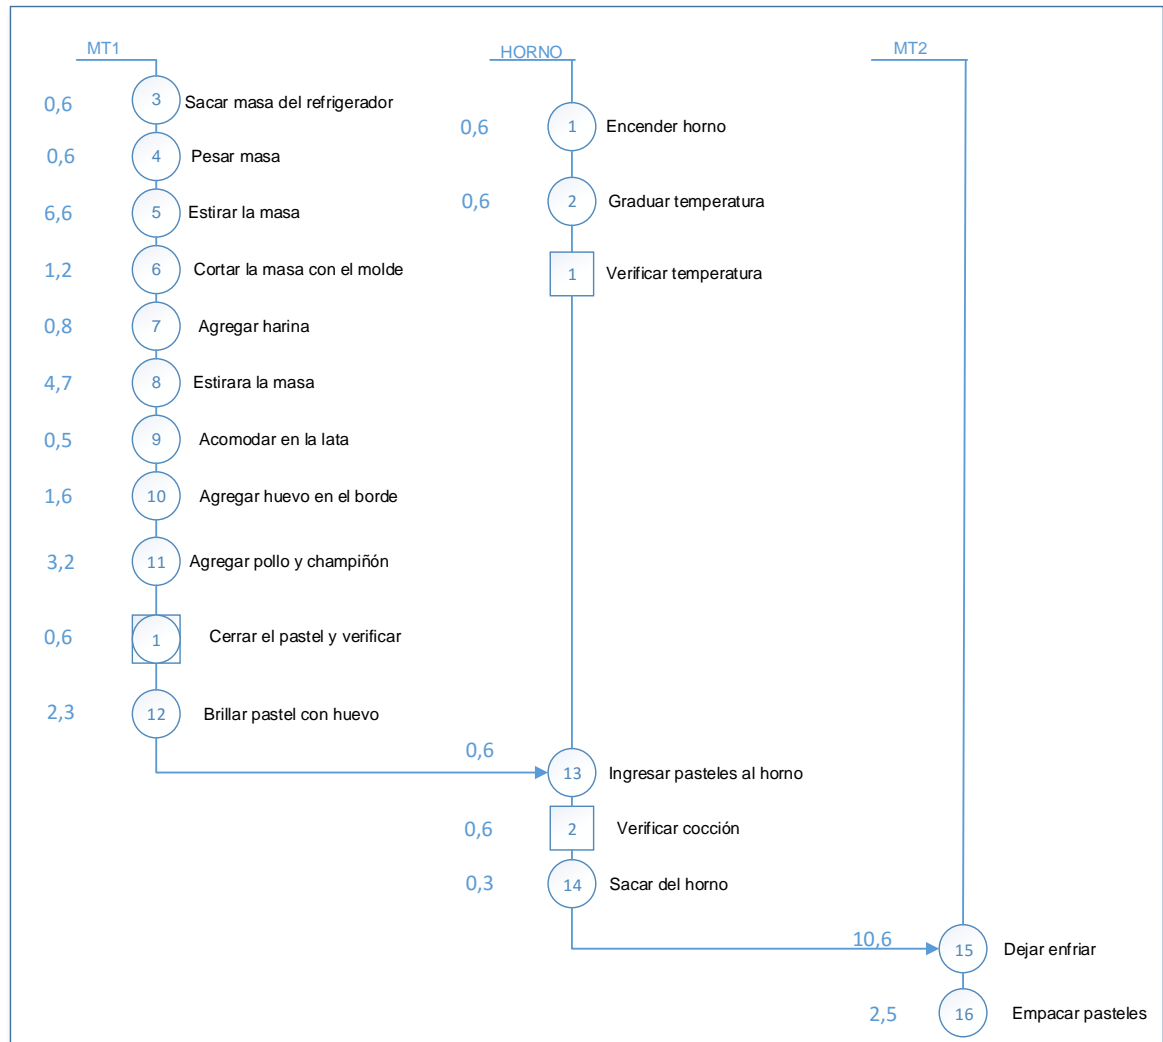 MT1
HORNO
MT2
0,6
3
Sacar masa del refrigerador
0,6
1
Encender horno
0,6
4
Pesar masa
0,6
2
Graduar temperatura
6,6
5
Estirar la masa
1,2
6
Cortar la masa con el molde
1
Verificar temperatura
0,8
7
Agregar harina
4,7
8
Estirara la masa
0,5
9
Acomodar en la lata
1,6
10
Agregar huevo en el borde
3,2
11
Agregar pollo y champiñón
0,6
1
Cerrar el pastel y verificar
2,3
12
Brillar pastel con huevo
0,6
13
Ingresar pasteles al horno
0,6
2
Verificar cocción
0,3
14
Sacar del horno
10,6
15
Dejar enfriar
2,5
16
Empacar pasteles